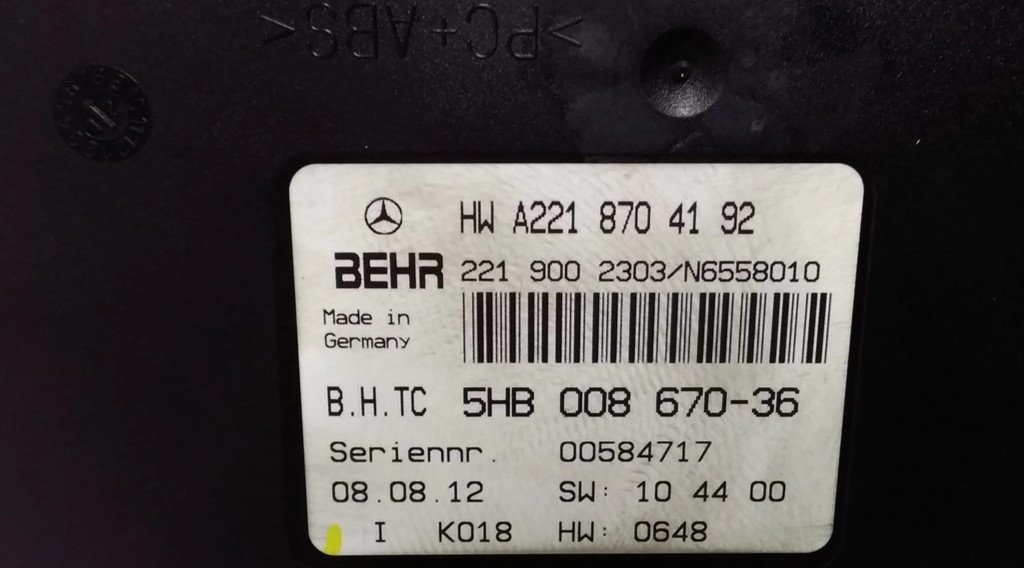 >PC+ABS<
HW A221 870 41 92
BEHR 221 900 2303/N6558010
Made in
Germany
B.H.TC 5HB 008 670-36
Seriennr. 00584717
08.08.12 SW: 10 44 00
I K018 HW: 0648